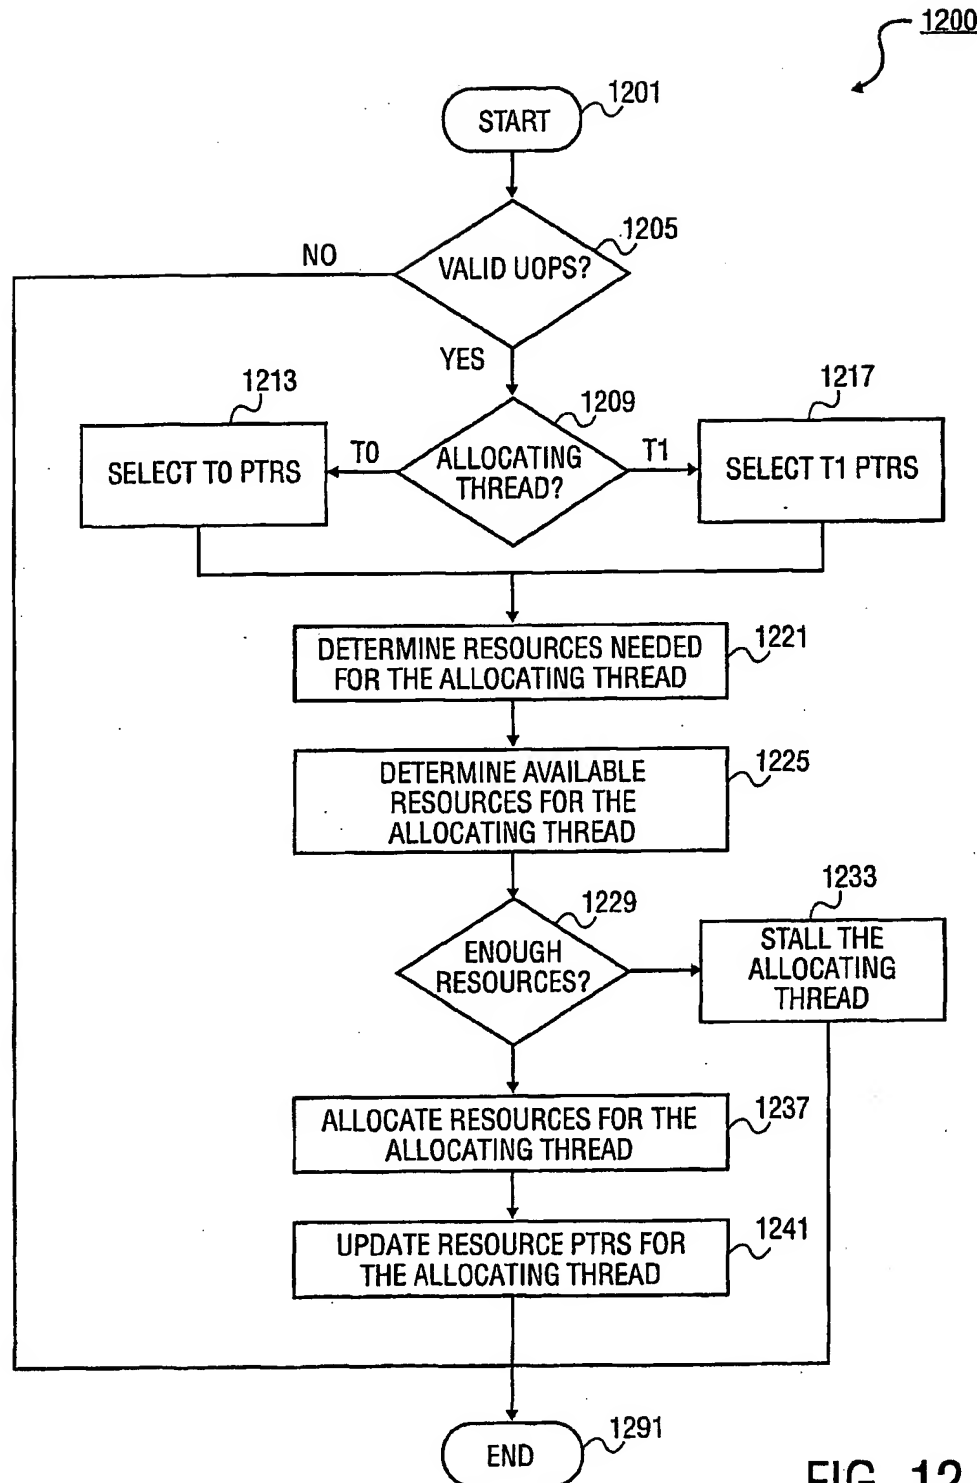 1200
1201
START
1205
NO
VALID UOPS?
YES
1213
1209
1217
SELECT T0 PTRS
T0
ALLOCATING
THREAD?
T1
SELECT T1 PTRS
DETERMINE RESOURCES NEEDED
FOR THE ALLOCATING THREAD
1221
DETERMINE AVAILABLE
RESOURCES FOR THE
ALLOCATING THREAD
1225
1229
1233
ENOUGH
RESOURCES?
STALL THE
ALLOCATING
THREAD
ALLOCATE RESOURCES FOR THE
ALLOCATING THREAD
1237
UPDATE RESOURCE PTRS FOR
THE ALLOCATING THREAD
1241
END
1291
FIG. 12